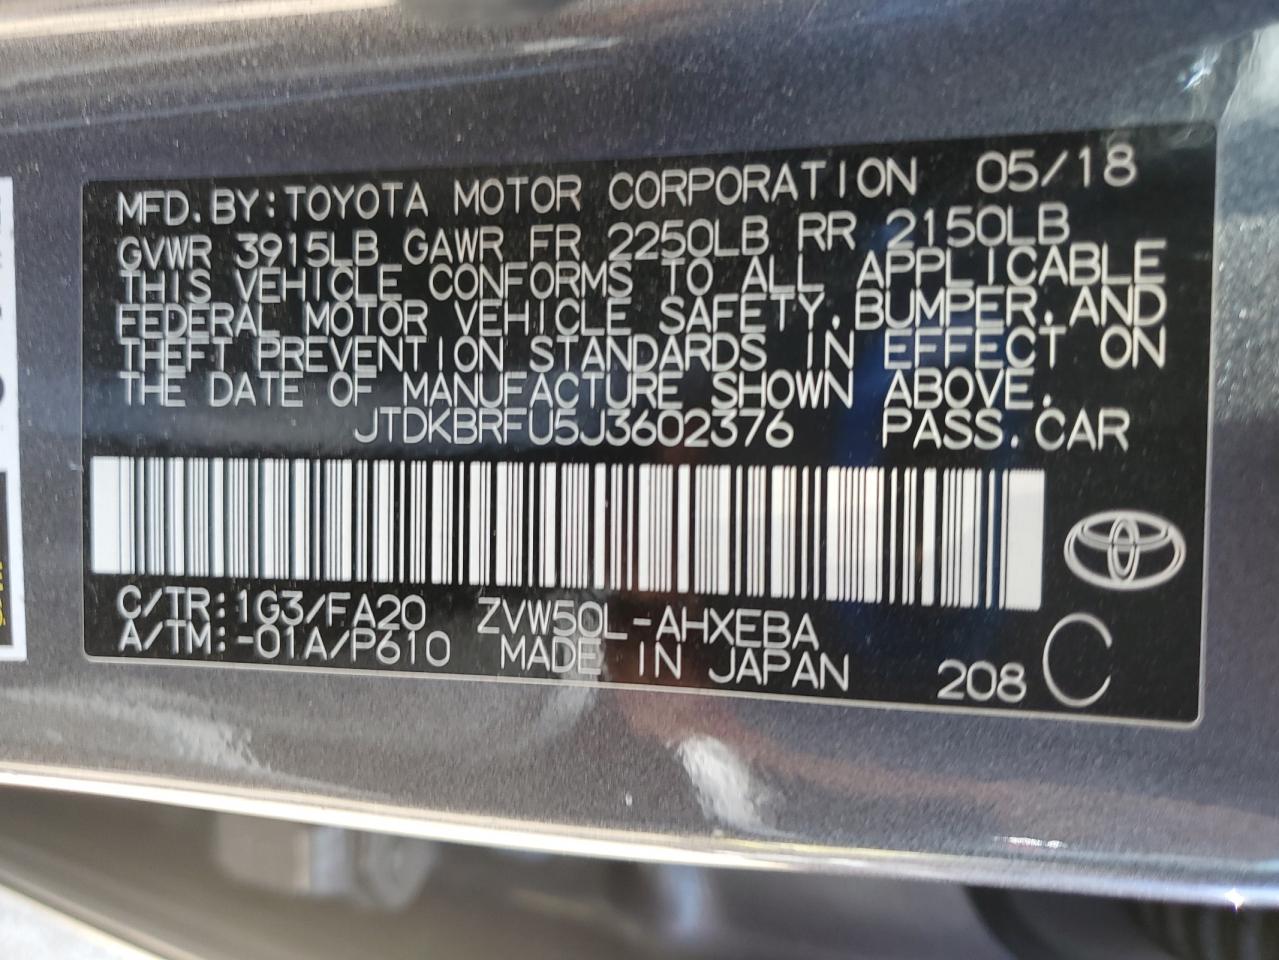 MFD. BY: TOYOTA MOTOR CORPORATION 05/18
GVWR 3915LB GAWR FR 2250LB RR 2150LB
THIS VEHICLE CONFORMS TO ALL APPLICABLE
FEDERAL MOTOR VEHICLE SAFETY, BUMPER, AND
THEFT PREVENTION STANDARDS IN EFFECT ON
THE DATE OF MANUFACTURE SHOWN ABOVE.
JTDKBRFU5J3602376 PASS. CAR
C/TR: 1G3/FA20 ZVW50L-AHXEBA
A/TM: -01A/P610 MADE IN JAPAN 208 C